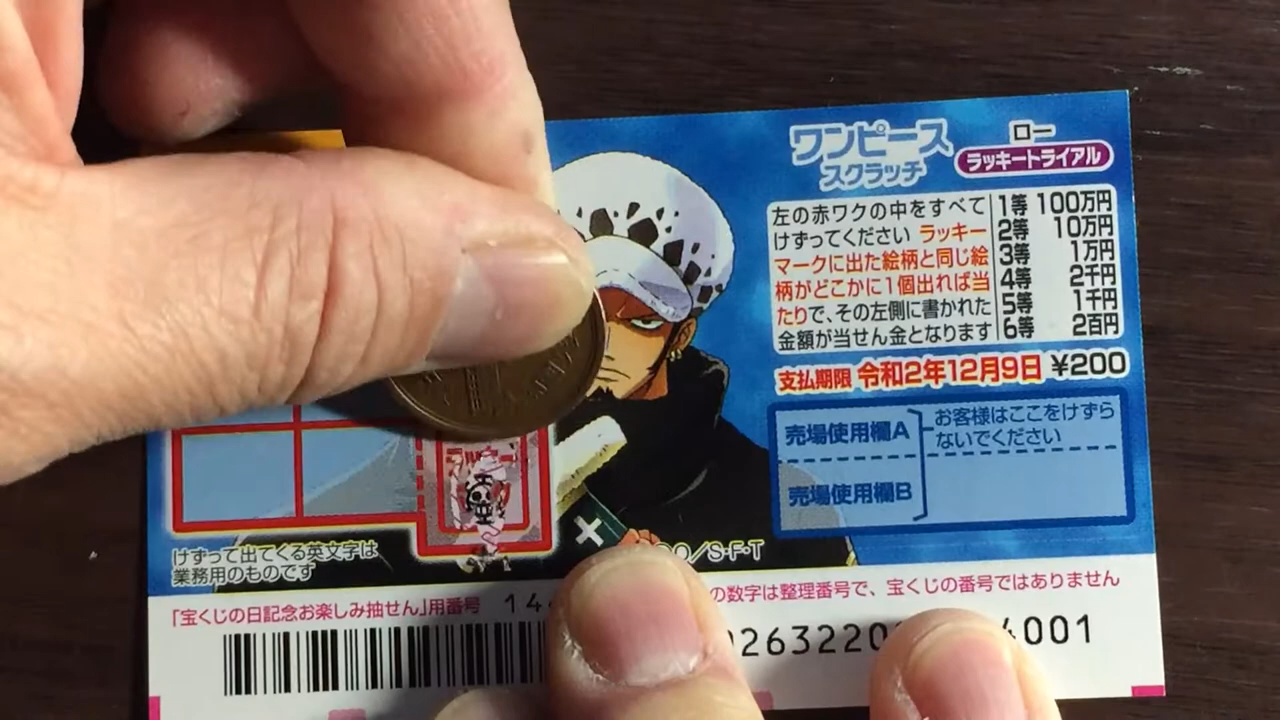 ワンピース
スクラッチ
ロー
ラッキートライアル
左の赤ワクの中をすべて
けずってください ラッキー
マークに出た絵柄と同じ絵
柄がどこかに1個出れば当
たりで、その左側に書かれた
金額が当せん金となります
1等 100万円
2等 10万円
3等 1万円
4等 2千円
5等 1千円
6等 2百円
支払期限 令和2年12月9日 ¥200
売場使用欄A
お客様はここをけずら
ないでください
売場使用欄B
ラッキー
けずって出てくる英文字は
業務用のものです
/S・F・T
「宝くじの日記念お楽しみ抽せん」用番号 14
の数字は整理番号で、宝くじの番号ではありません
263220
4001